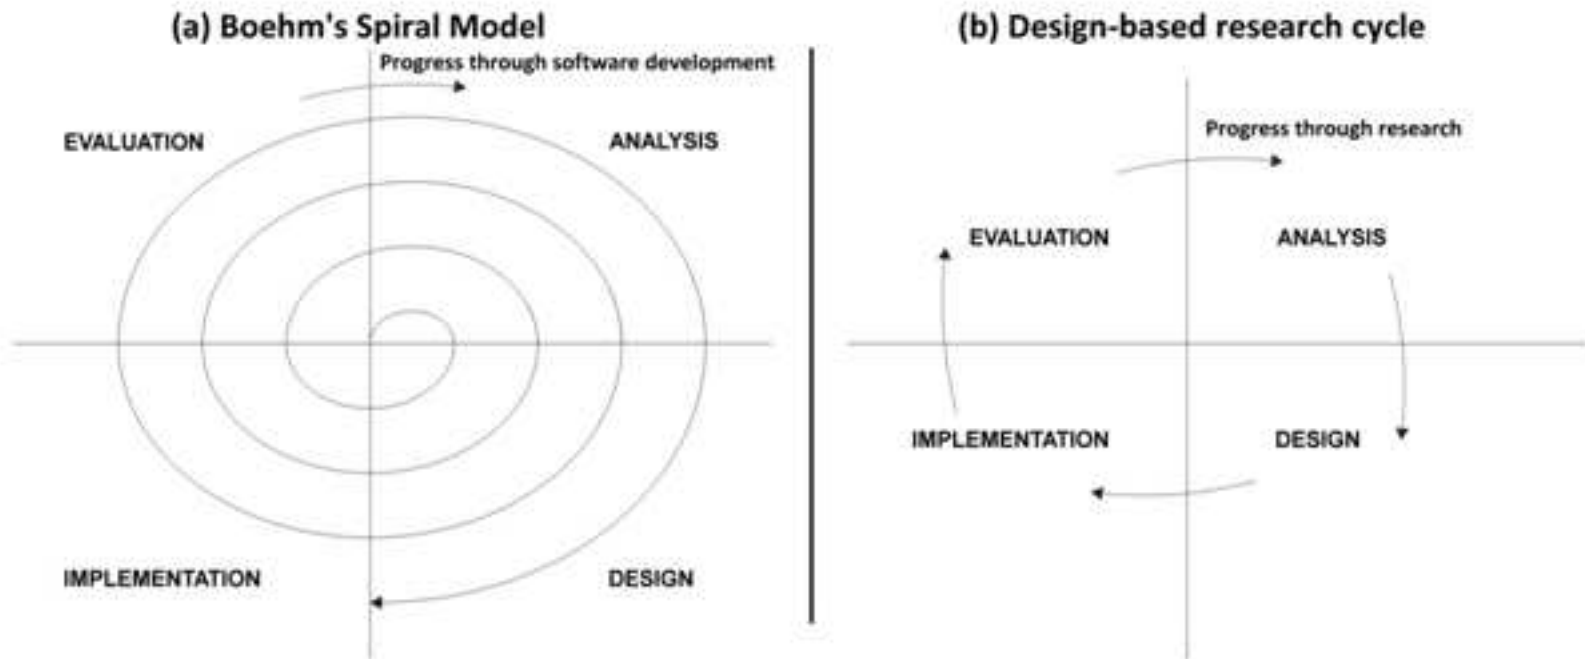 (a) Boehm's Spiral Model
Progress through software development
EVALUATION
ANALYSIS
IMPLEMENTATION
DESIGN
(b) Design-based research cycle
Progress through research
EVALUATION
ANALYSIS
IMPLEMENTATION
DESIGN